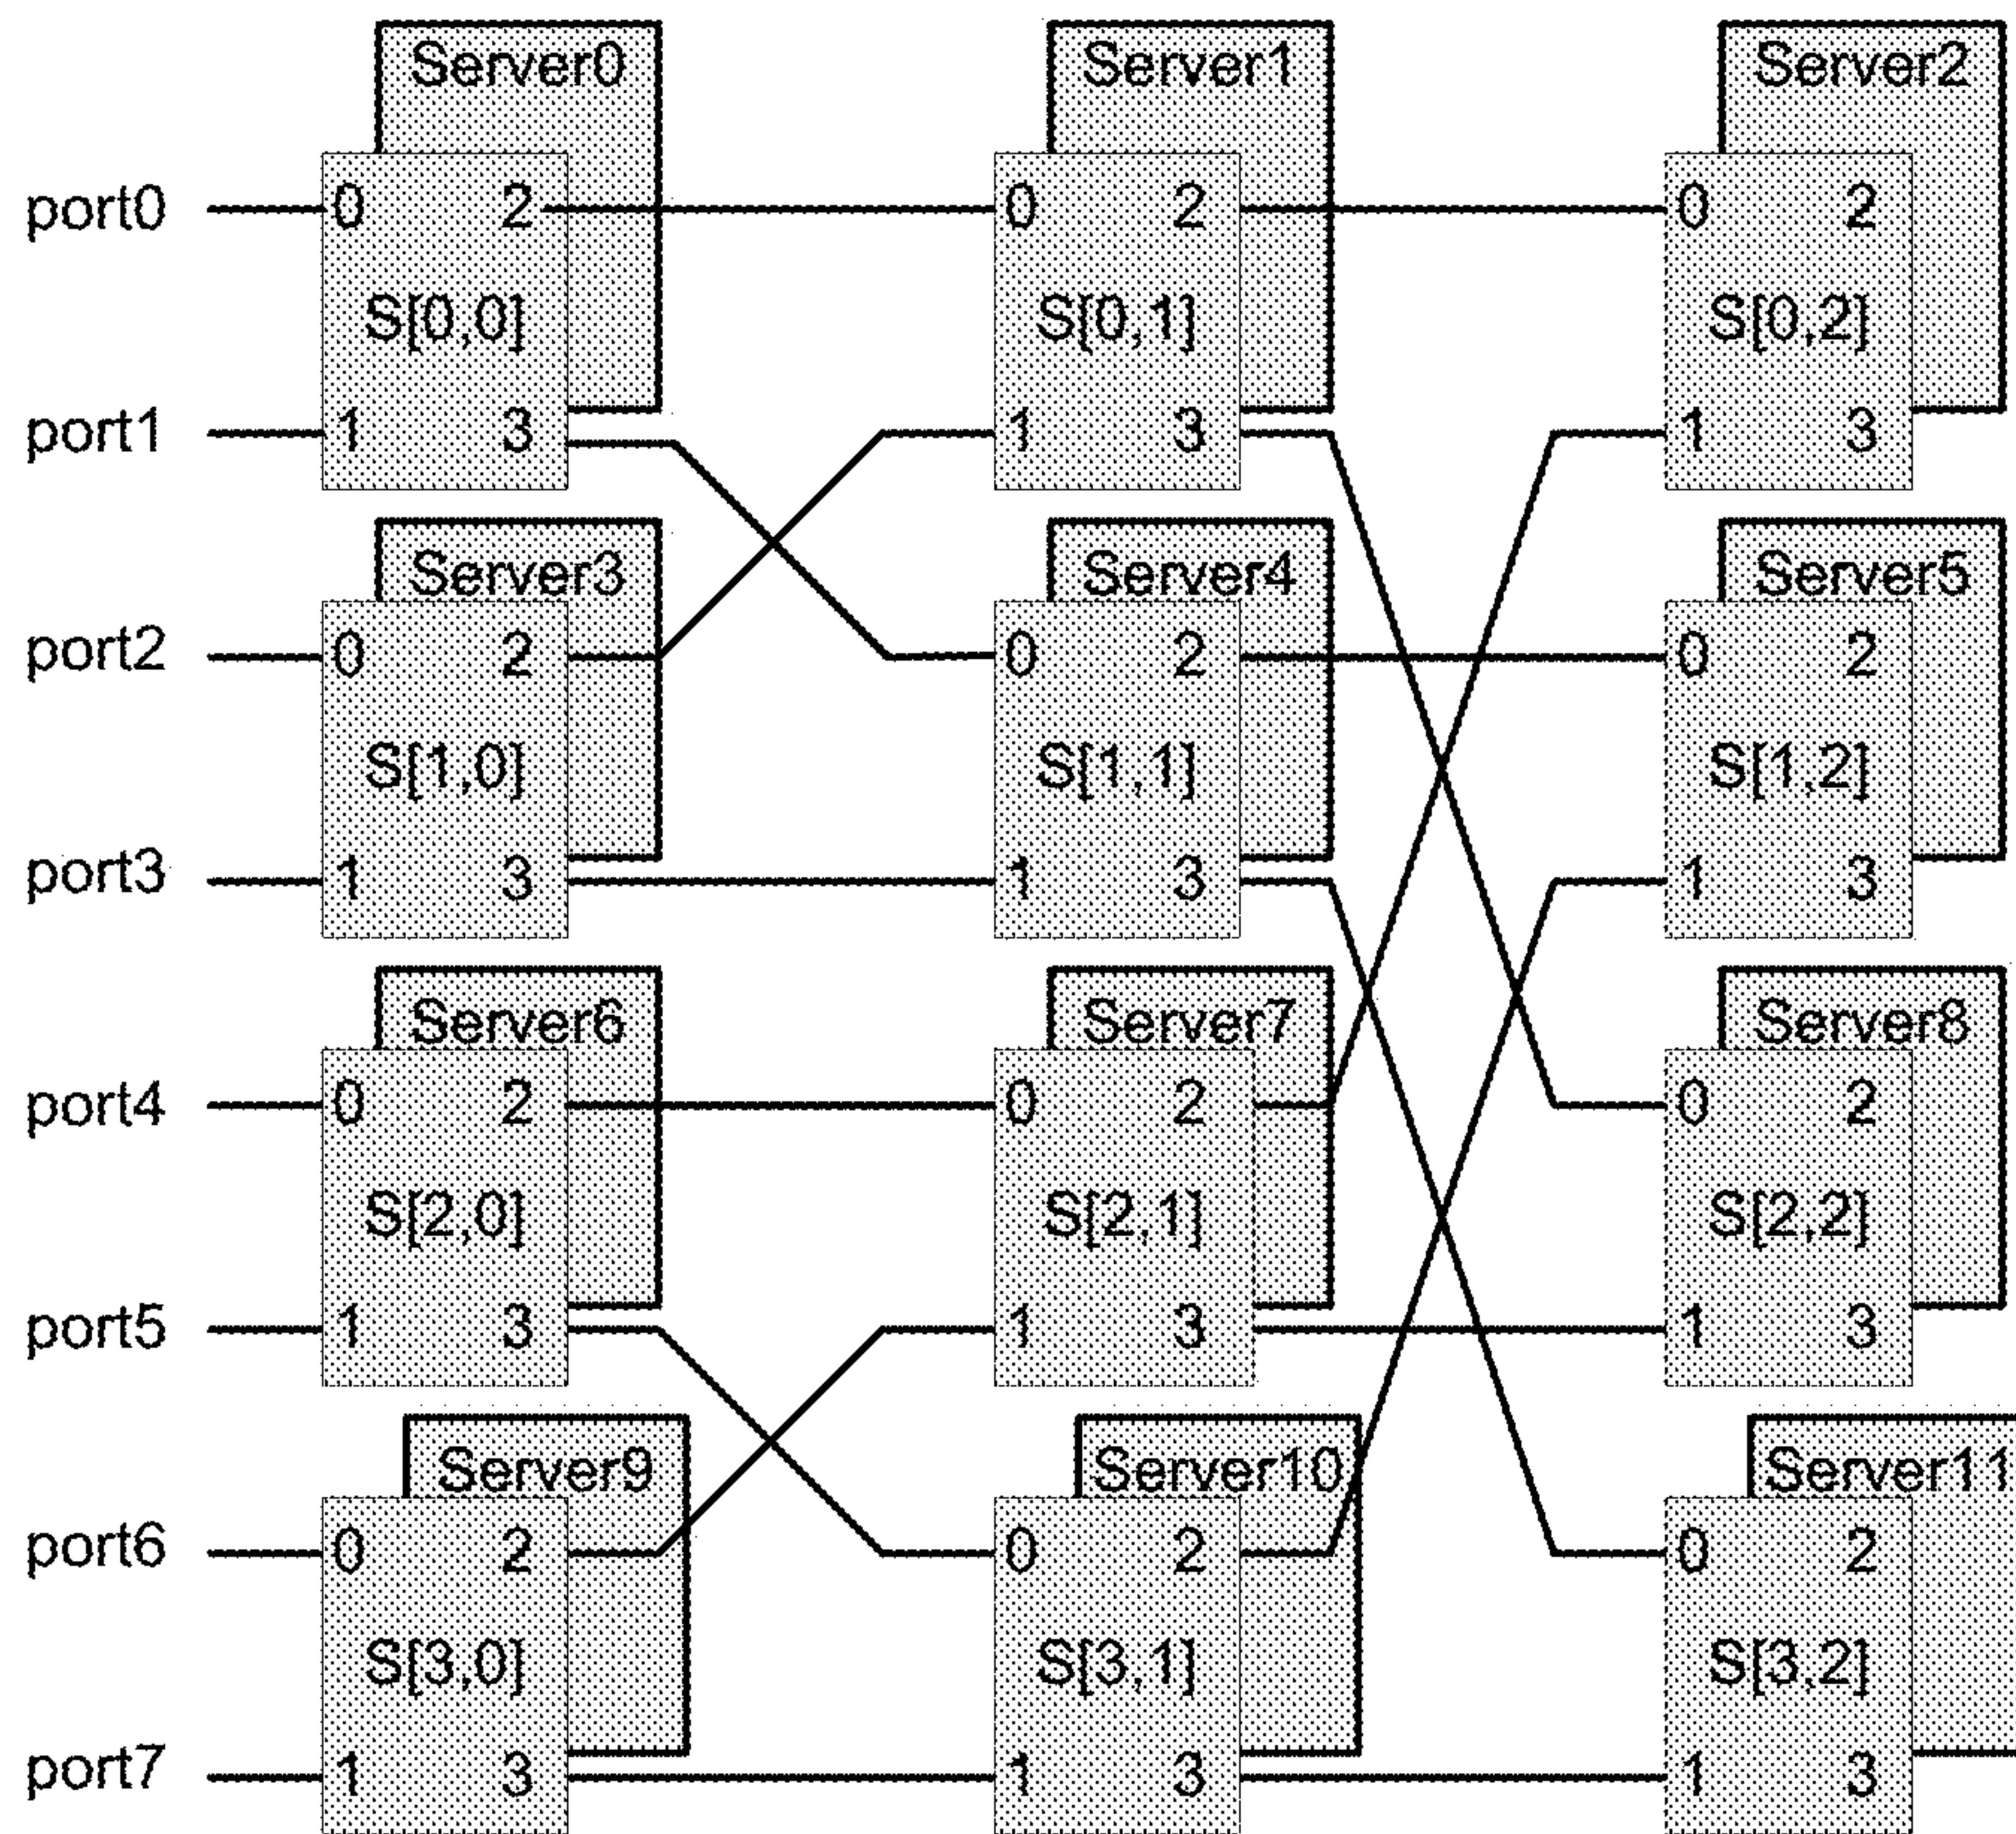 Server0 Server1 Server2
port0 0 2 0 2 0 2
S[0,0] S[0,1] S[0,2]
port1 1 3 1 3 1 3
Server3 Server4 Server5
port2 0 2 0 2 0 2
S[1,0] S[1,1] S[1,2]
port3 1 3 1 3 1 3
Server6 Server7 Server8
port4 0 2 0 2 0 2
S[2,0] S[2,1] S[2,2]
port5 1 3 1 3 1 3
Server9 Server10 Server11
port6 0 2 0 2 0 2
S[3,0] S[3,1] S[3,2]
port7 1 3 1 3 1 3